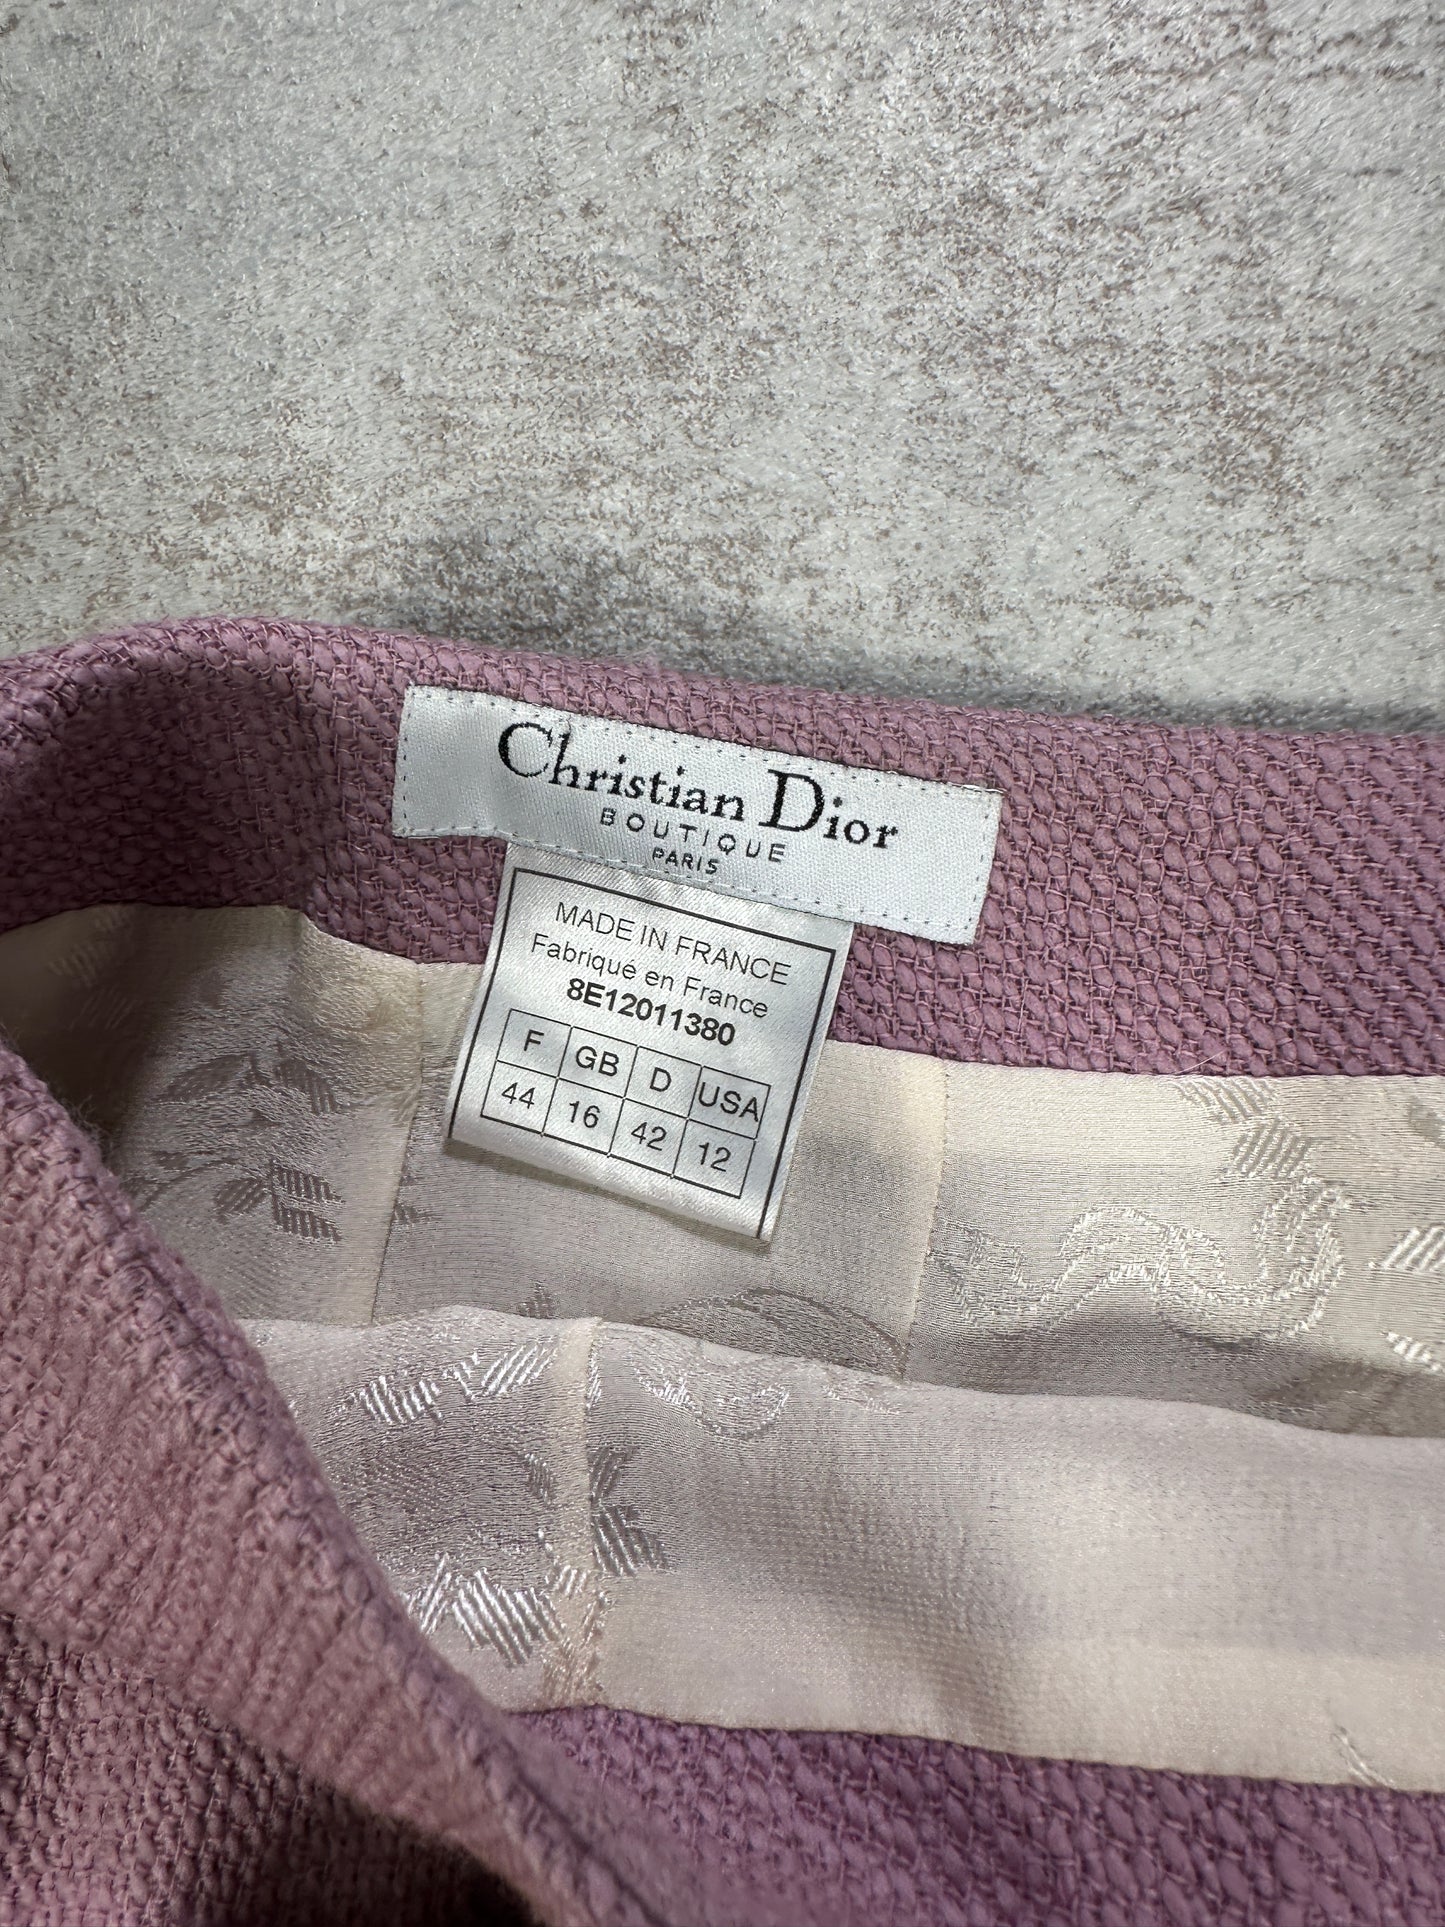 Christian Dior
BOUTIQUE
PARIS
MADE IN FRANCE
Fabriqué en France
8E12011380
F GB D USA
44 16 42 12